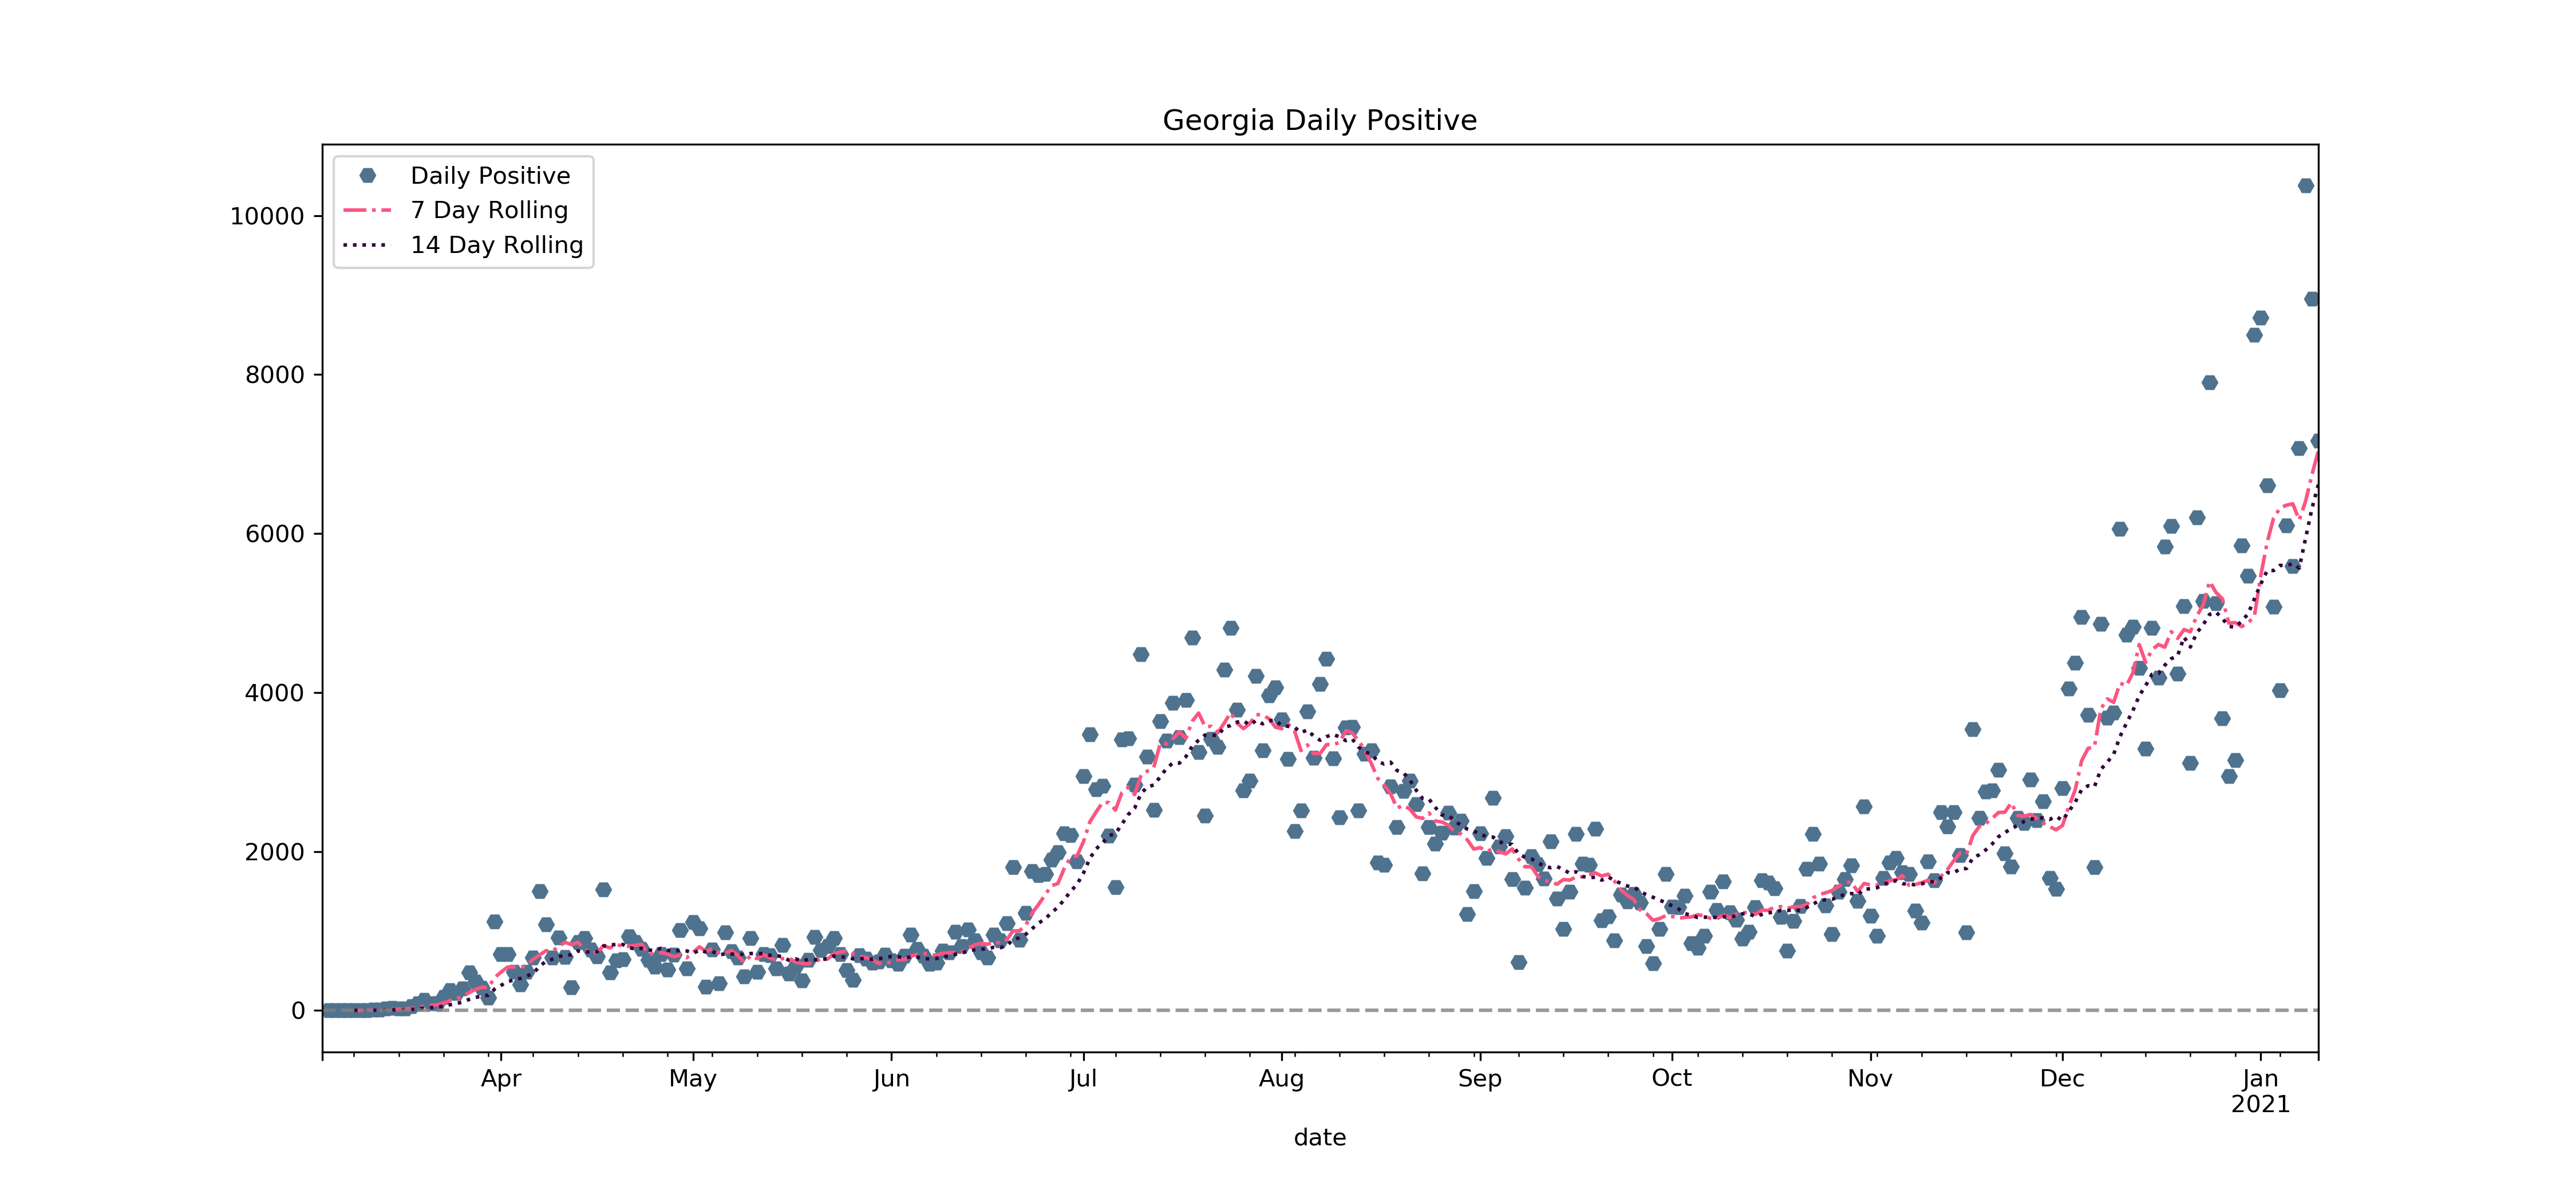 Georgia Daily Positive
Daily Positive
7 Day Rolling
14 Day Rolling
10000
8000
6000
4000
2000
0
Apr May Jun Jul Aug Sep Oct Nov Dec Jan
2021
date